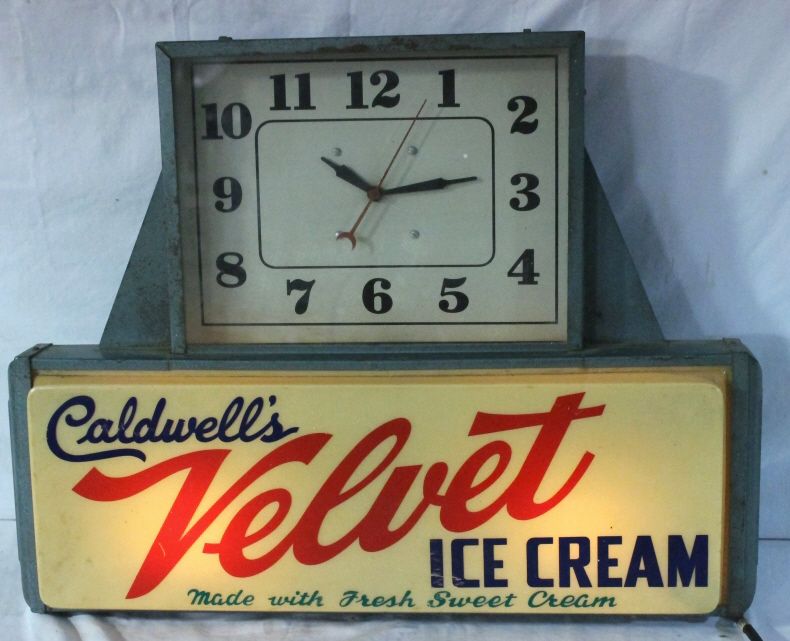 11 12 1
10 2
9 3
8 4
7 6 5
Caldwell's
Velvet
ICE CREAM
Made with Fresh Sweet Cream